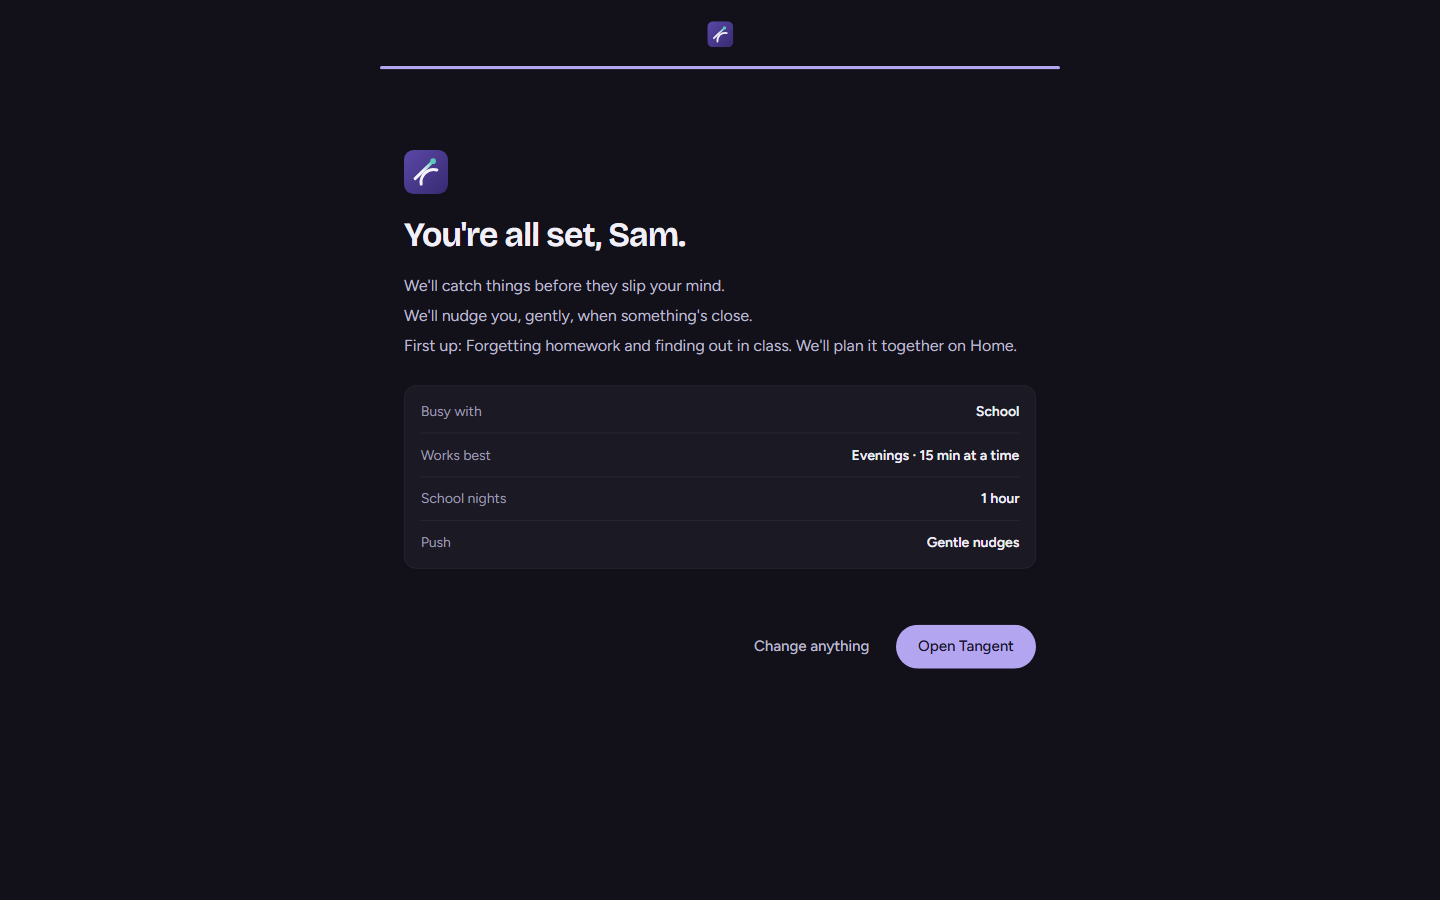 You're all set, Sam.
We'll catch things before they slip your mind.
We'll nudge you, gently, when something's close.
First up: Forgetting homework and finding out in class. We'll plan it together on Home.
Busy with School
Works best Evenings · 15 min at a time
School nights 1 hour
Push Gentle nudges
Change anything Open Tangent